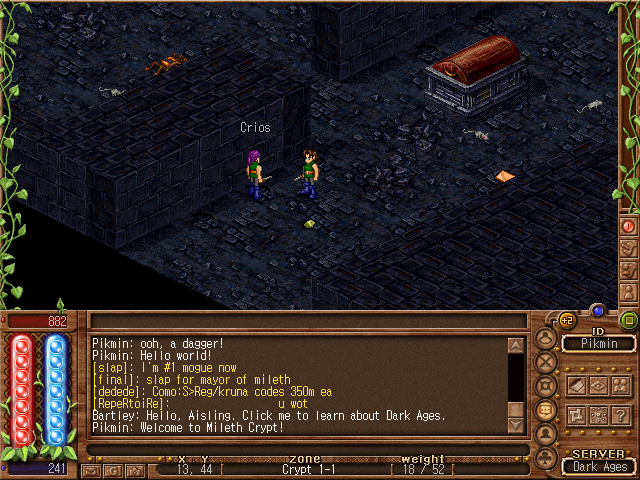 Crios
882
Pikmin: ooh, a dagger!
Pikmin: Hello world!
[slap]: I'm #1 mogue now
[final]: slap for mayor of mileth
[dedede]: Como:S>Reg/kruna codes 350m ea
[RepeRtoiRe]: u wot
Bartley: Hello, Aisling. Click me to learn about Dark Ages.
Pikmin: Welcome to Mileth Crypt!
+2
ID
Pikmin
241
x y zone weight
13, 44 Crypt 1-1 18 / 52
SERVER
Dark Ages